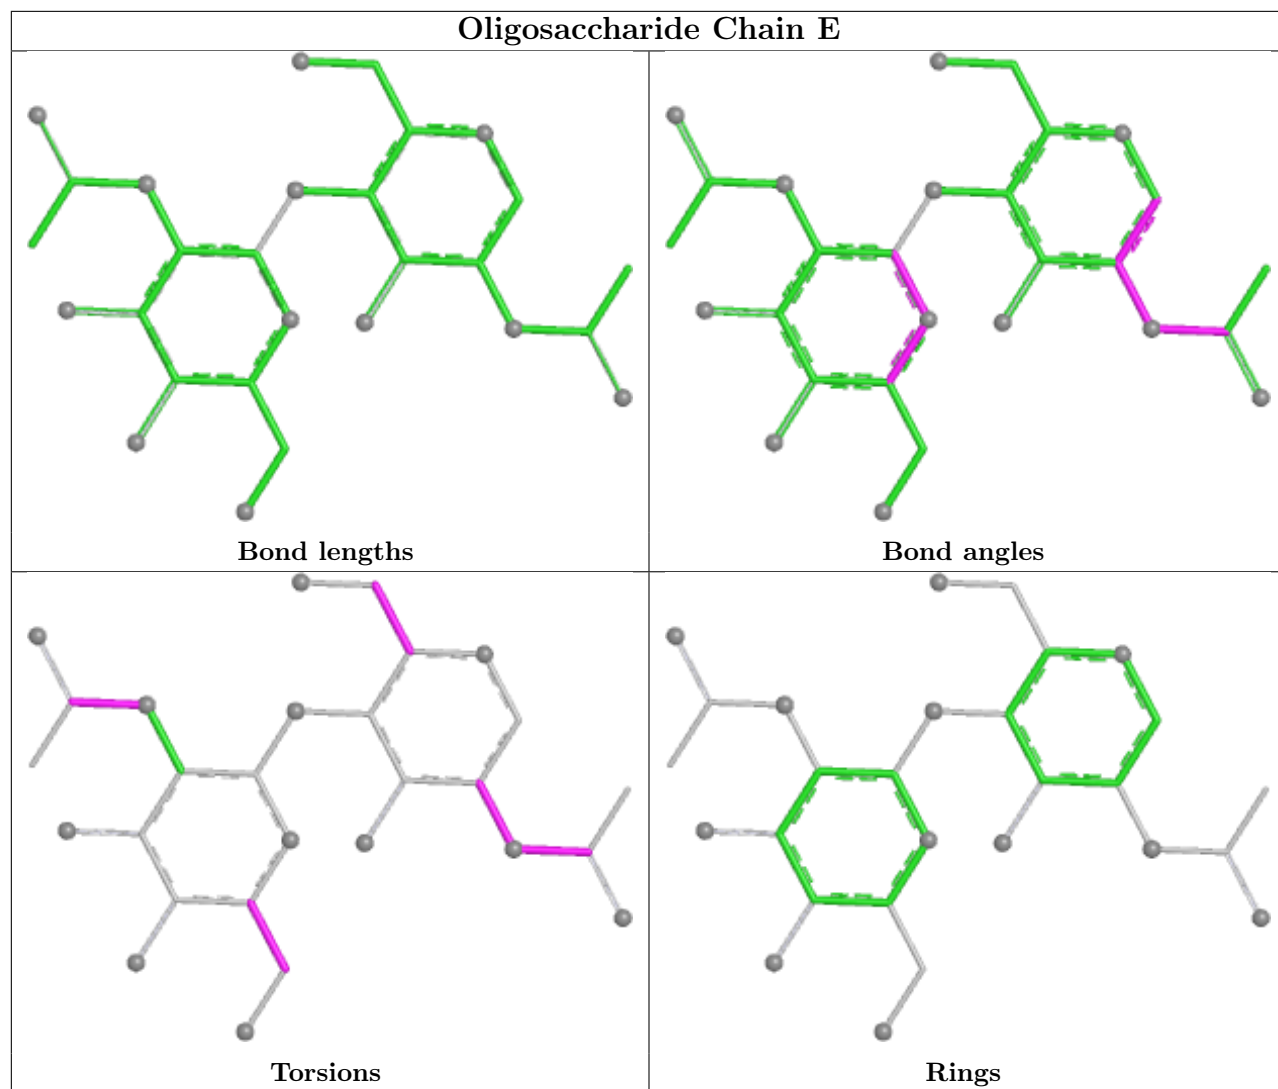 Oligosaccharide Chain E
Bond lengths
Bond angles
Torsions
Rings